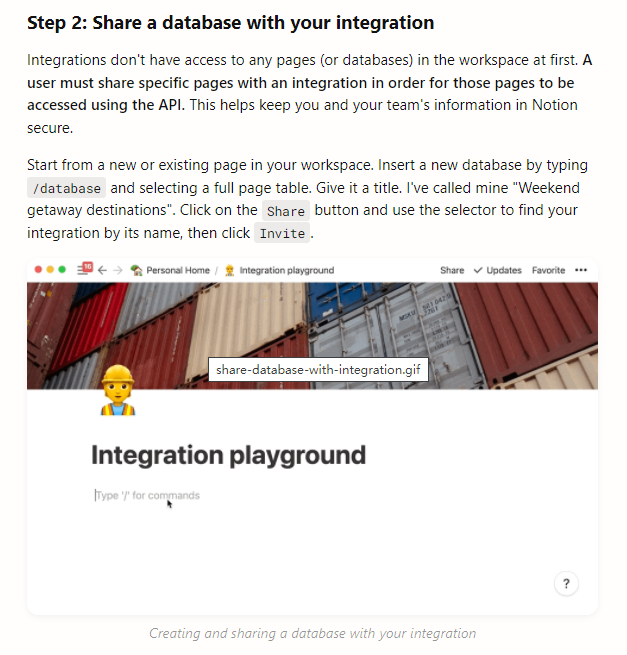 Step 2: Share a database with your integration
Integrations don't have access to any pages (or databases) in the workspace at first. A
user must share specific pages with an integration in order for those pages to be
accessed using the API. This helps keep you and your team's information in Notion
secure.
Start from a new or existing page in your workspace. Insert a new database by typing
/database and selecting a full page table. Give it a title. I've called mine "Weekend
getaway destinations". Click on the Share button and use the selector to find your
integration by its name, then click Invite.
10 Personal Home / Integration playground Share Updates Favorite •••
share-database-with-integration.gif
Integration playground
Type '/' for commands
?
Creating and sharing a database with your integration